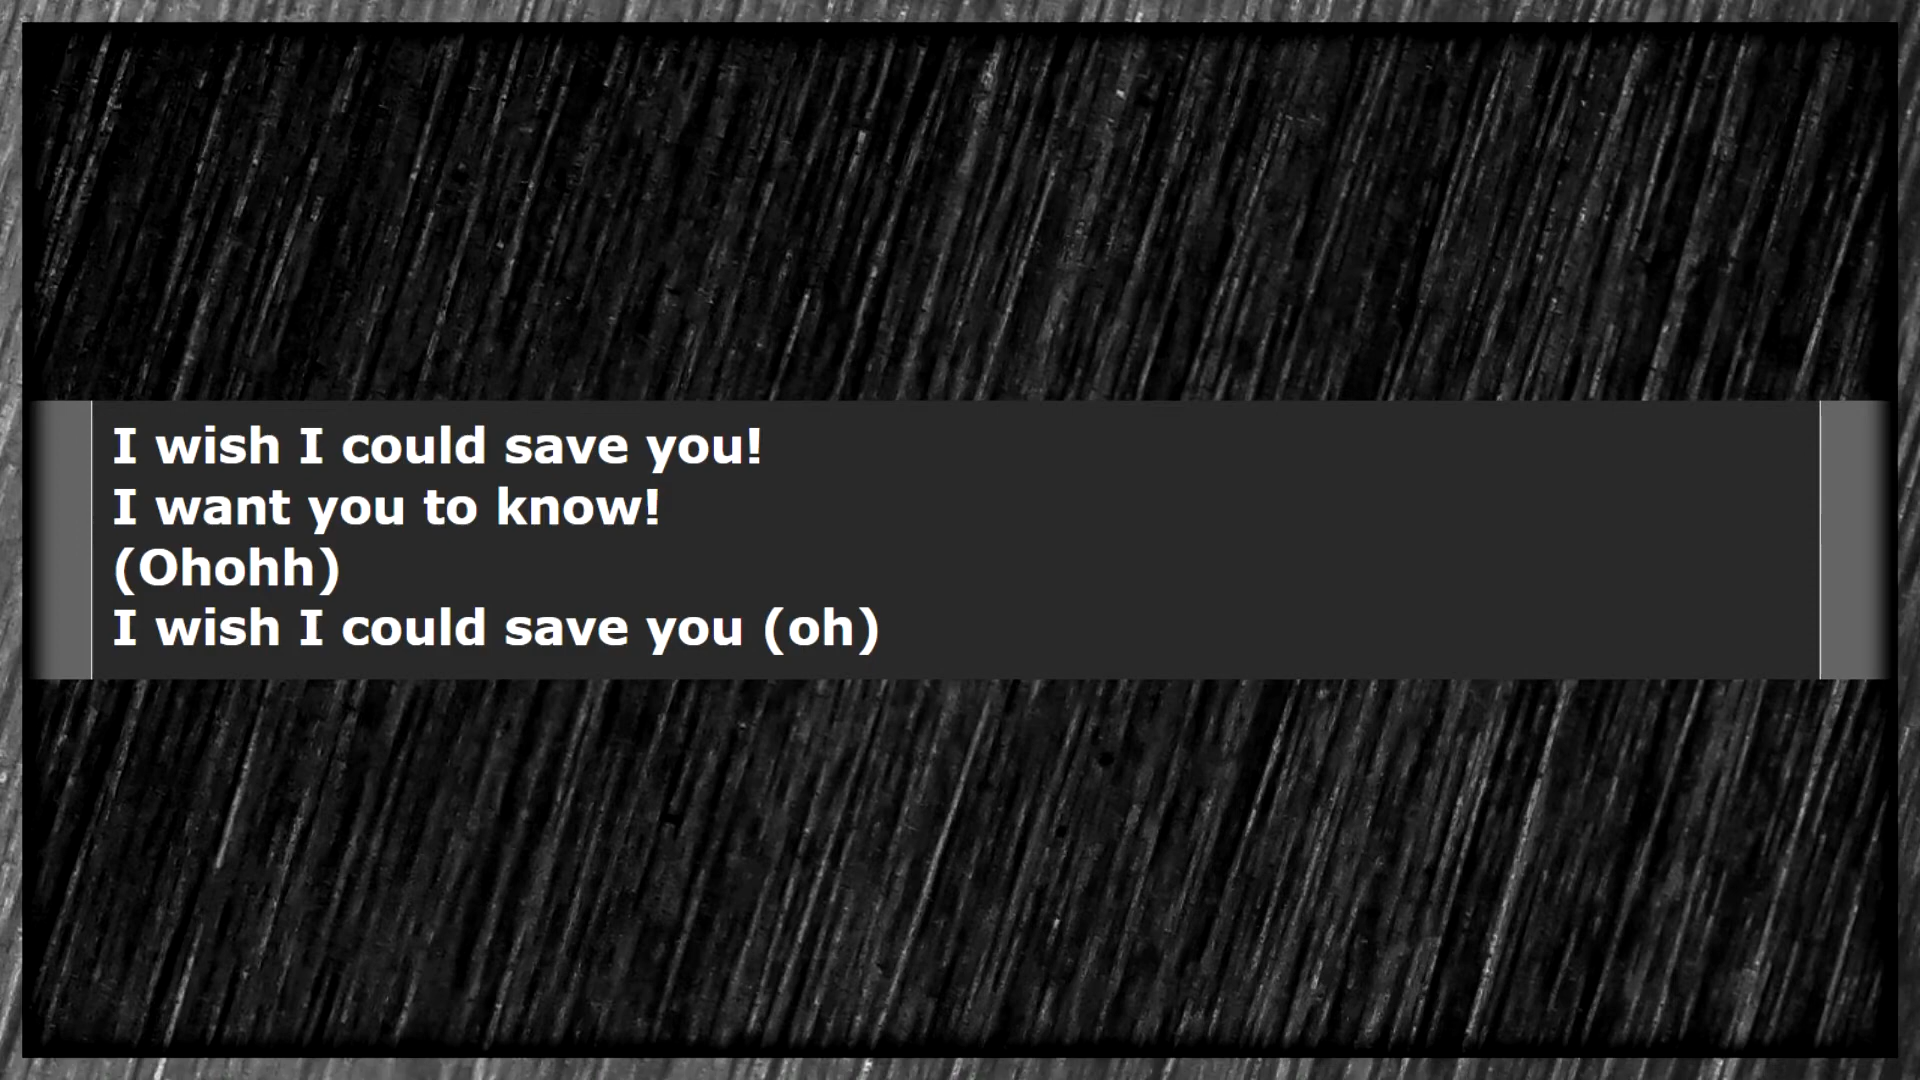 I wish I could save you!
I want you to know!
(Ohohh)
I wish I could save you (oh)